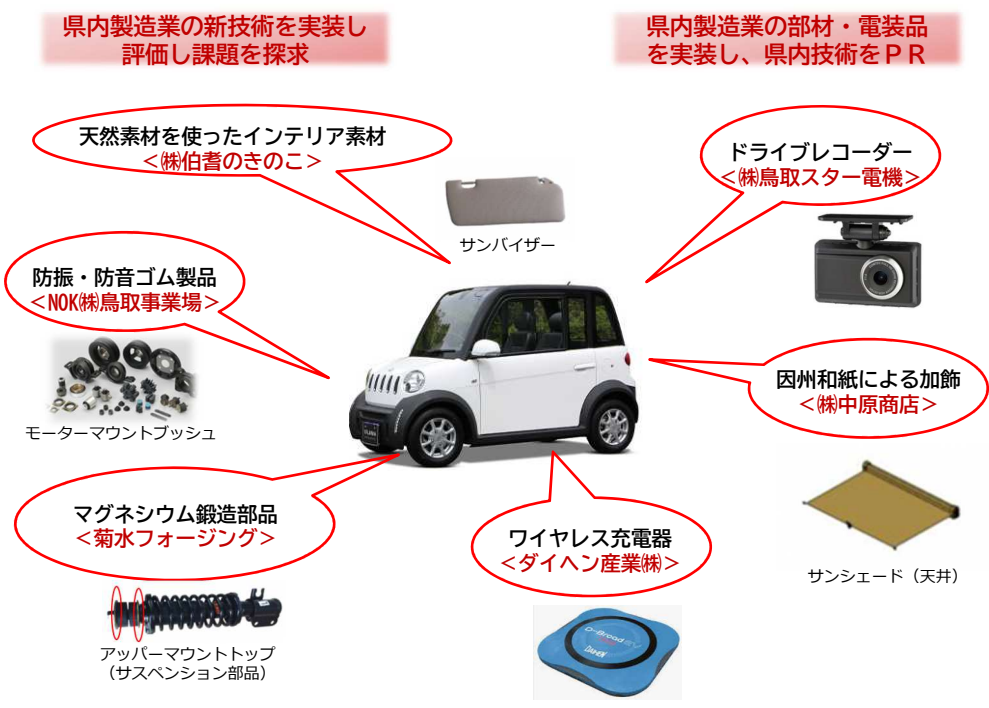 県内製造業の新技術を実装し
評価し課題を探求
県内製造業の部材・電装品
を実装し、県内技術をＰＲ
天然素材を使ったインテリア素材
＜㈱伯耆のきのこ＞
サンバイザー
ドライブレコーダー
＜㈱鳥取スター電機＞
防振・防音ゴム製品
＜NOK㈱鳥取事業場＞
モーターマウントブッシュ
因州和紙による加飾
＜㈱中原商店＞
サンシェード（天井）
マグネシウム鍛造部品
＜菊水フォージング＞
アッパーマウントトップ
（サスペンション部品）
ワイヤレス充電器
＜ダイヘン産業㈱＞
D-Broad EV
DAIHEN